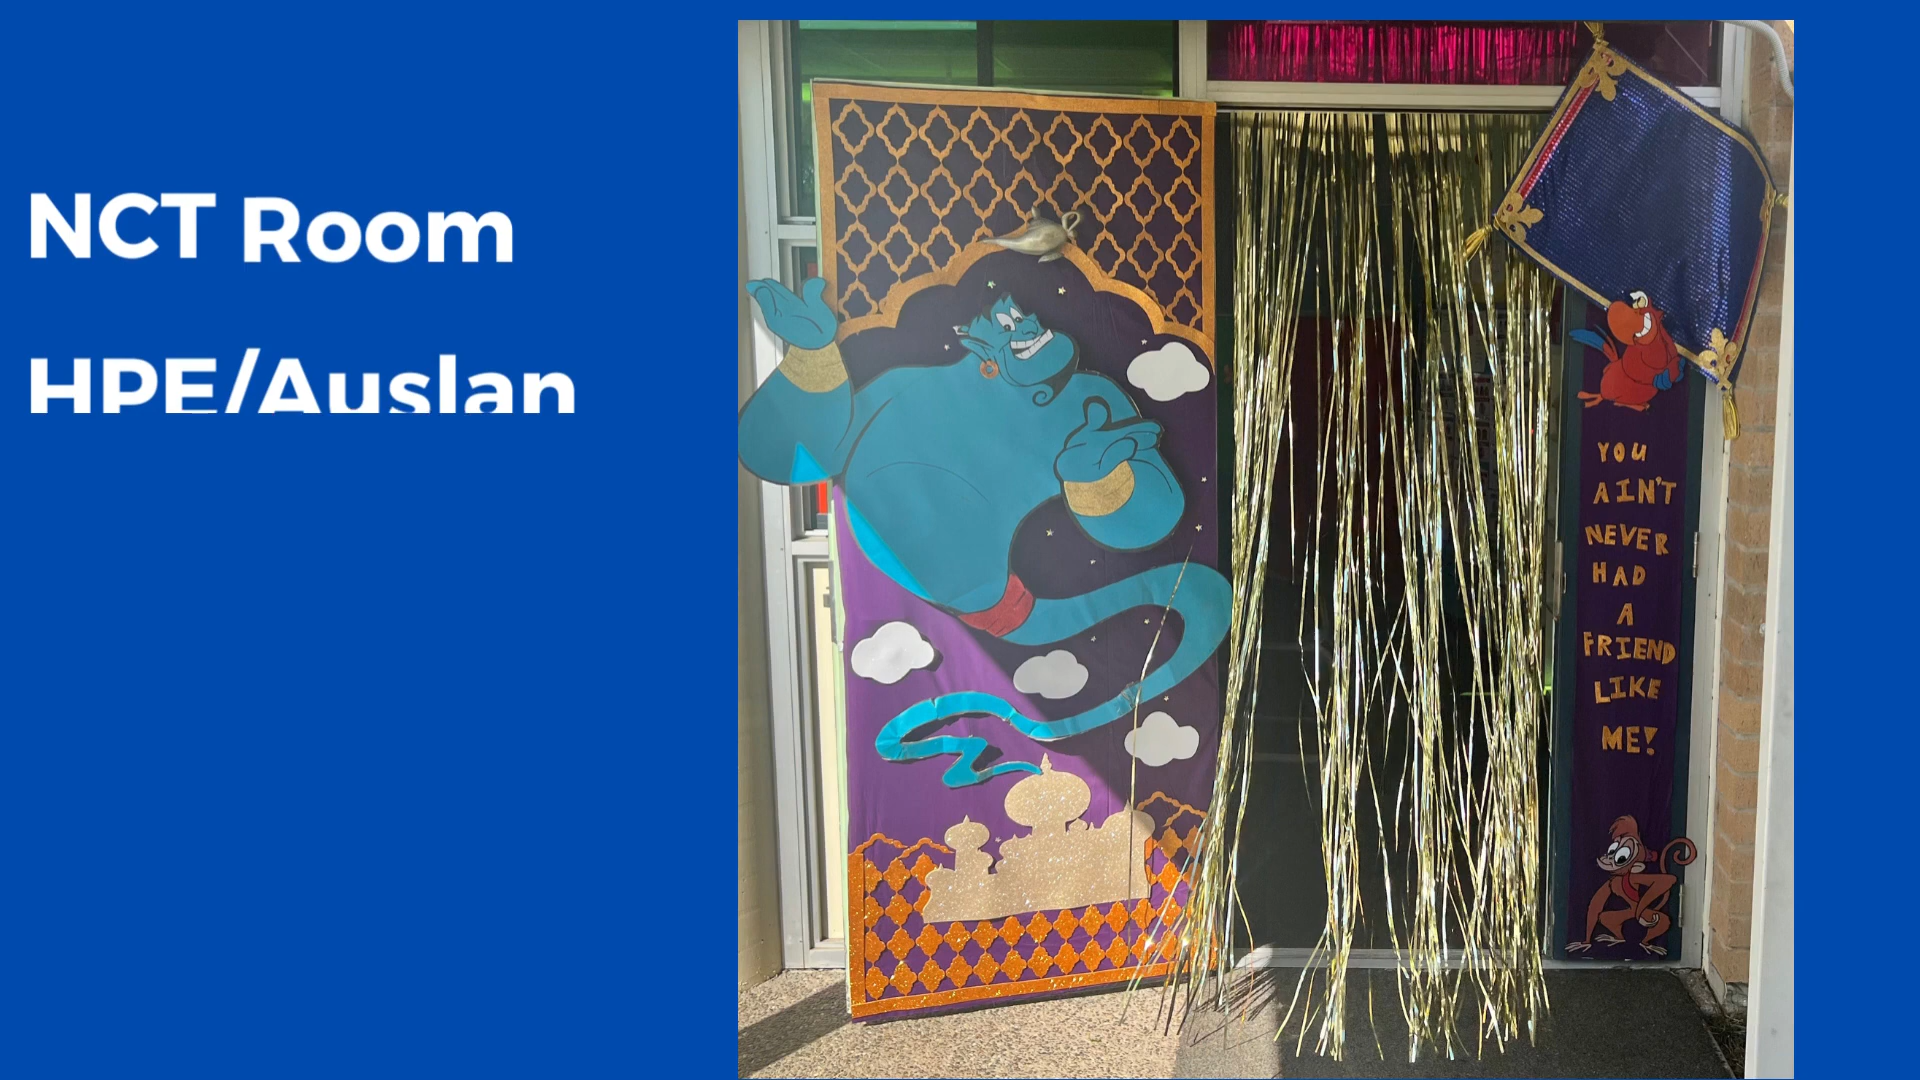 NCT Room
HPE/Auslan
YOU
AIN'T
NEVER
HAD
A
FRIEND
LIKE
ME!